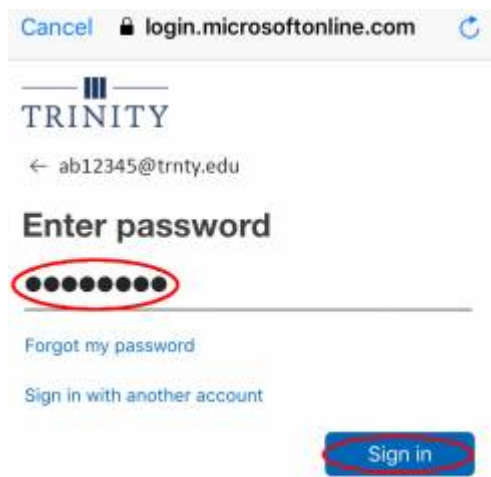 Cancel login.microsoftonline.com
TRINITY
← ab12345@trnty.edu
Enter password
●●●●●●●●
Forgot my password
Sign in with another account
Sign in